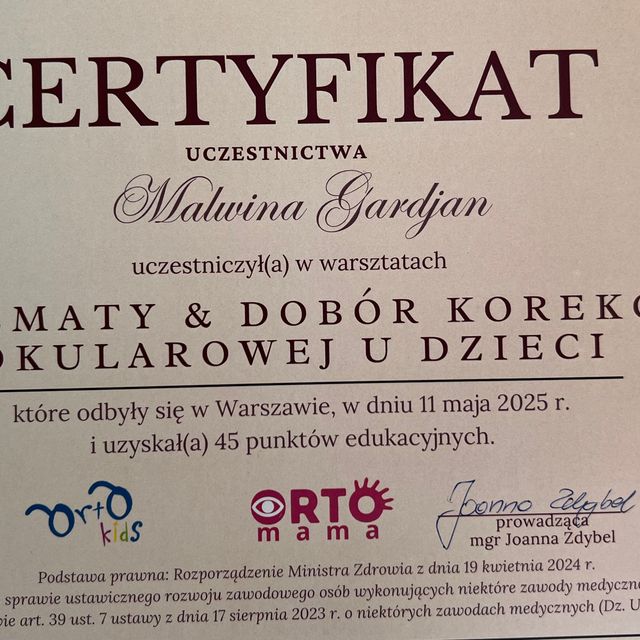 CERTYFIKAT
UCZESTNICTWA
Malwina Gardjan
uczestniczył(a) w warsztatach
MATY & DOBÓR KOREKC
OKULAROWEJ U DZIECI
które odbyły się w Warszawie, w dniu 11 maja 2025 r.
i uzyskał(a) 45 punktów edukacyjnych.
OrtO kids
ORTO mama
Joanna Zdybel
prowadząca
mgr Joanna Zdybel
Podstawa prawna: Rozporządzenie Ministra Zdrowia z dnia 19 kwietnia 2024 r.
sprawie ustawicznego rozwoju zawodowego osób wykonujących niektóre zawody medyczne
art. 39 ust. 7 ustawy z dnia 17 sierpnia 2023 r. o niektórych zawodach medycznych (Dz. U